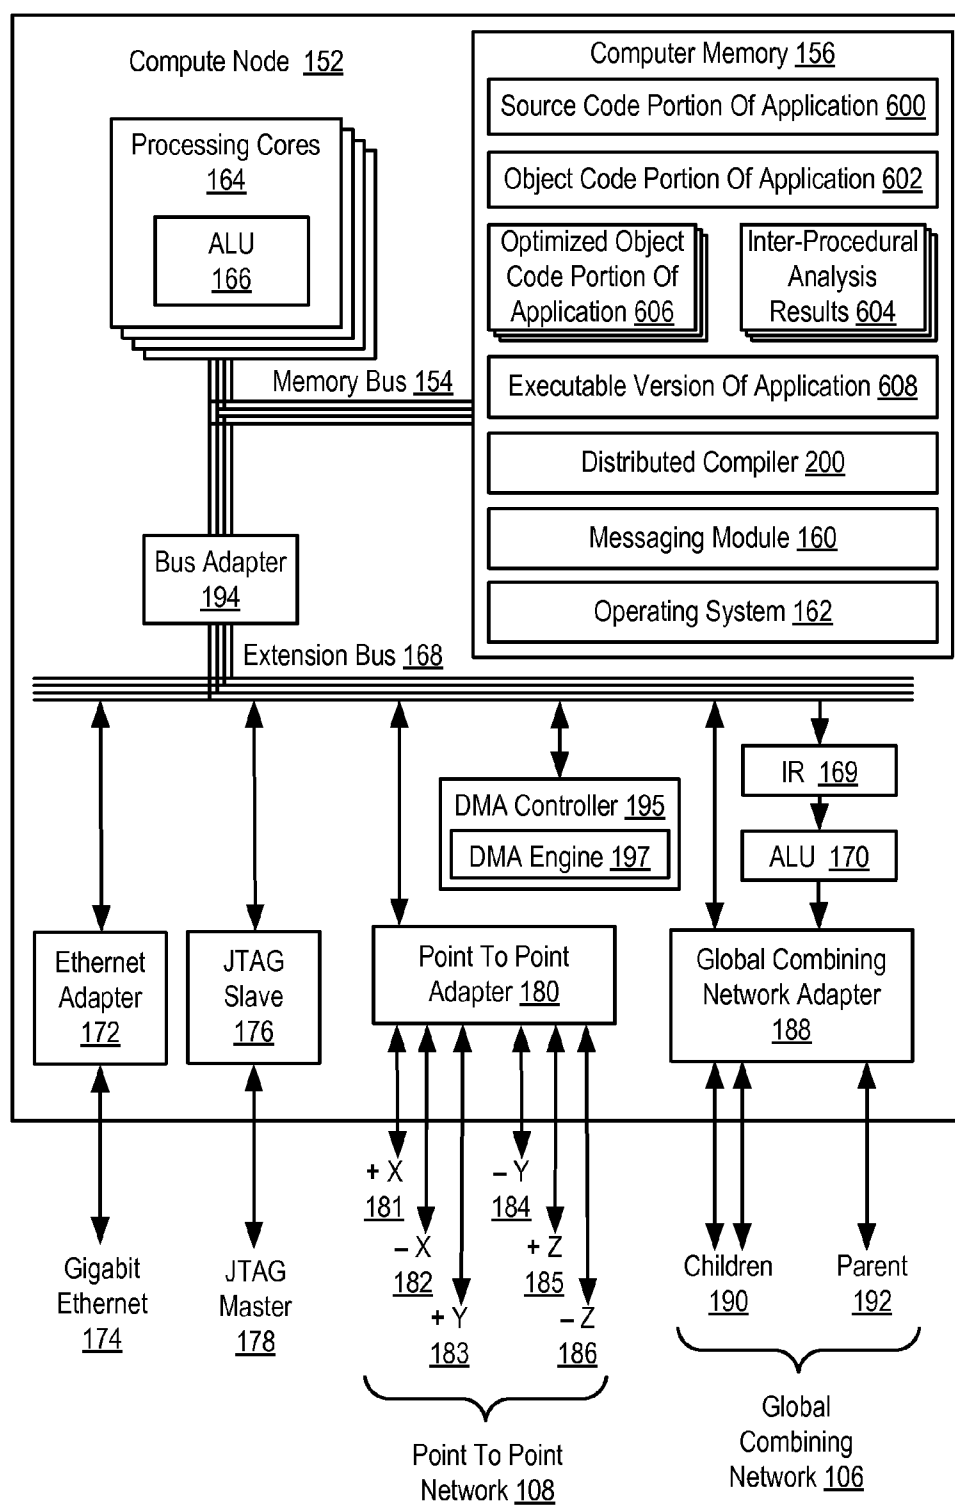 Compute Node 152
Processing Cores
164
ALU
166
Computer Memory 156
Source Code Portion Of Application 600
Object Code Portion Of Application 602
Optimized Object
Code Portion Of
Application 606
Inter-Procedural
Analysis
Results 604
Executable Version Of Application 608
Distributed Compiler 200
Messaging Module 160
Operating System 162
Memory Bus 154
Bus Adapter
194
Extension Bus 168
IR 169
ALU 170
DMA Controller 195
DMA Engine 197
Ethernet
Adapter
172
JTAG
Slave
176
Point To Point
Adapter 180
Global Combining
Network Adapter
188
+ X
181
– X
182
+ Y
183
– Y
184
+ Z
185
– Z
186
Gigabit
Ethernet
174
JTAG
Master
178
Children
190
Parent
192
Point To Point
Network 108
Global
Combining
Network 106